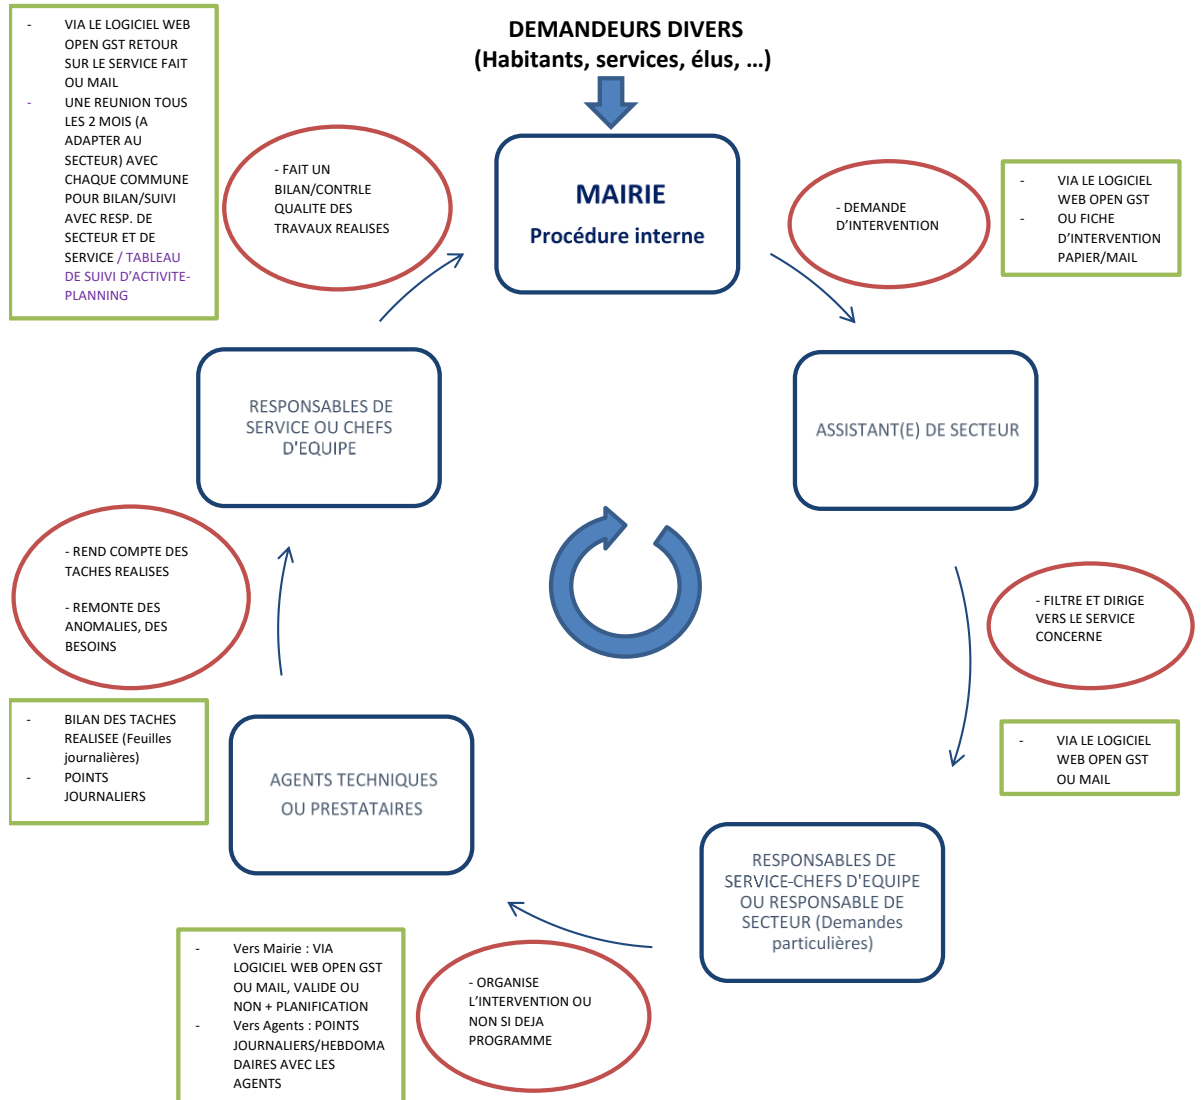 DEMANDEURS DIVERS
(Habitants, services, élus, ...)
- VIA LE LOGICIEL WEB
OPEN GST RETOUR
SUR LE SERVICE FAIT
OU MAIL
- UNE REUNION TOUS
LES 2 MOIS (A
ADAPTER AU
SECTEUR) AVEC
CHAQUE COMMUNE
POUR BILAN/SUIVI
AVEC RESP. DE
SECTEUR ET DE
SERVICE / TABLEAU
DE SUIVI D’ACTIVITE-
PLANNING
- FAIT UN
BILAN/CONTRLE
QUALITE DES
TRAVAUX REALISES
MAIRIE
Procédure interne
- DEMANDE
D’INTERVENTION
- VIA LE LOGICIEL
WEB OPEN GST
- OU FICHE
D’INTERVENTION
PAPIER/MAIL
RESPONSABLES DE
SERVICE OU CHEFS
D'EQUIPE
ASSISTANT(E) DE SECTEUR
- REND COMPTE DES
TACHES REALISES
- REMONTE DES
ANOMALIES, DES
BESOINS
- FILTRE ET DIRIGE
VERS LE SERVICE
CONCERNE
- BILAN DES TACHES
REALISEE (Feuilles
journalières)
- POINTS
JOURNALIERS
AGENTS TECHNIQUES
OU PRESTATAIRES
- VIA LE LOGICIEL
WEB OPEN GST
OU MAIL
RESPONSABLES DE
SERVICE-CHEFS D'EQUIPE
OU RESPONSABLE DE
SECTEUR (Demandes
particulières)
- Vers Mairie : VIA
LOGICIEL WEB OPEN GST
OU MAIL, VALIDE OU
NON + PLANIFICATION
- Vers Agents : POINTS
JOURNALIERS/HEBDOMA
DAIRES AVEC LES
AGENTS
- ORGANISE
L’INTERVENTION OU
NON SI DEJA
PROGRAMME